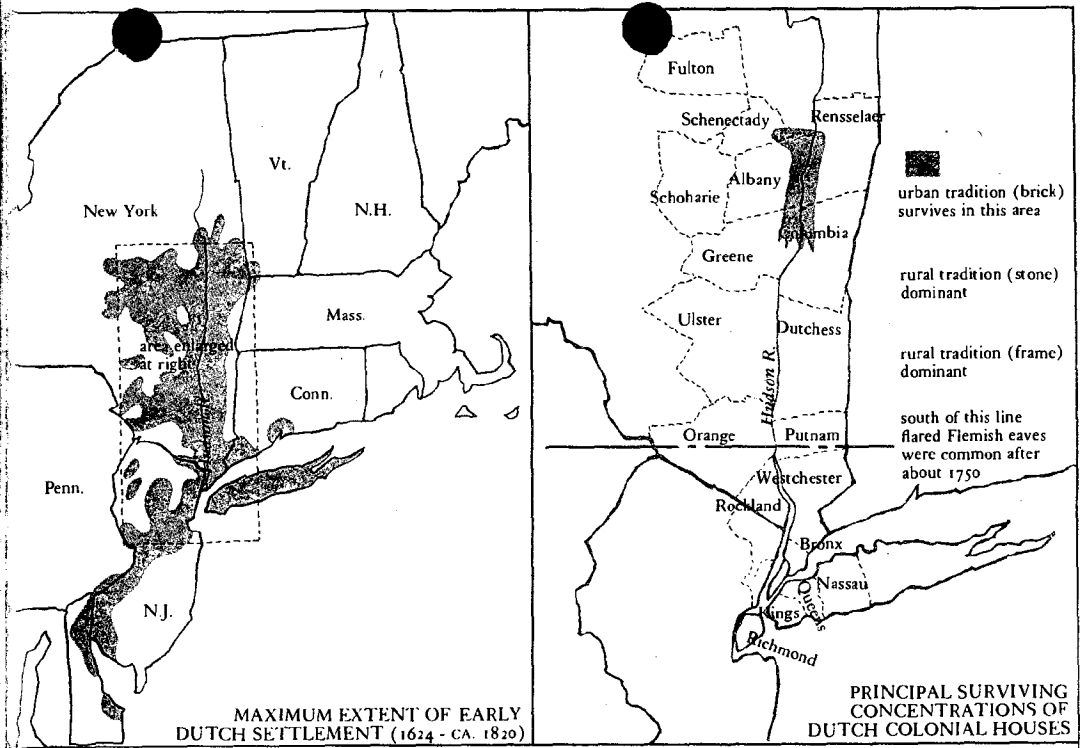 Vt.
New York
N.H.
Mass.
area enlarged
at right
Conn.
Penn.
N.J.
MAXIMUM EXTENT OF EARLY
DUTCH SETTLEMENT (1624 - CA. 1820)
Fulton
Schenectady
Rensselaer
Albany
Schoharie
Columbia
Greene
Ulster
Dutchess
Hudson R.
Orange
Putnam
Westchester
Rockland
Bronx
Nassau
Queens
Kings
Richmond
urban tradition (brick)
survives in this area
rural tradition (stone)
dominant
rural tradition (frame)
dominant
south of this line
flared Flemish eaves
were common after
about 1750
PRINCIPAL SURVIVING
CONCENTRATIONS OF
DUTCH COLONIAL HOUSES